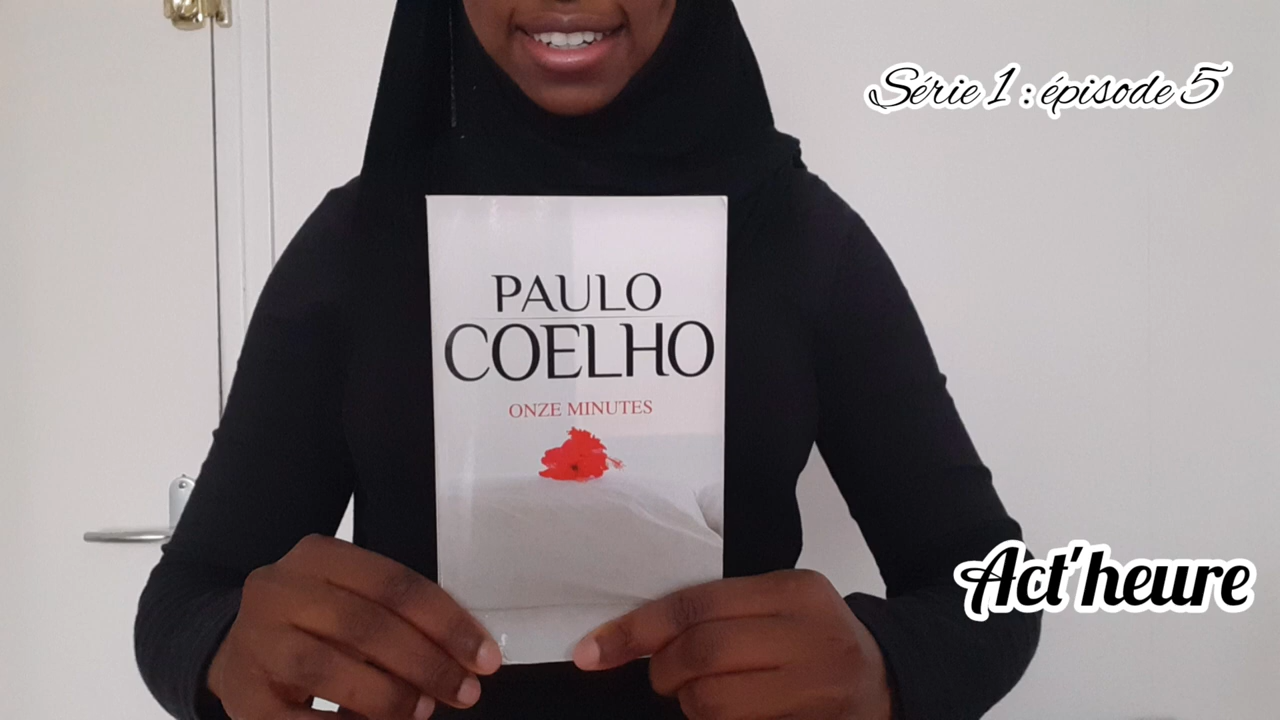 Série 1 : épisode 5
PAULO
COELHO
ONZE MINUTES
Act'heure